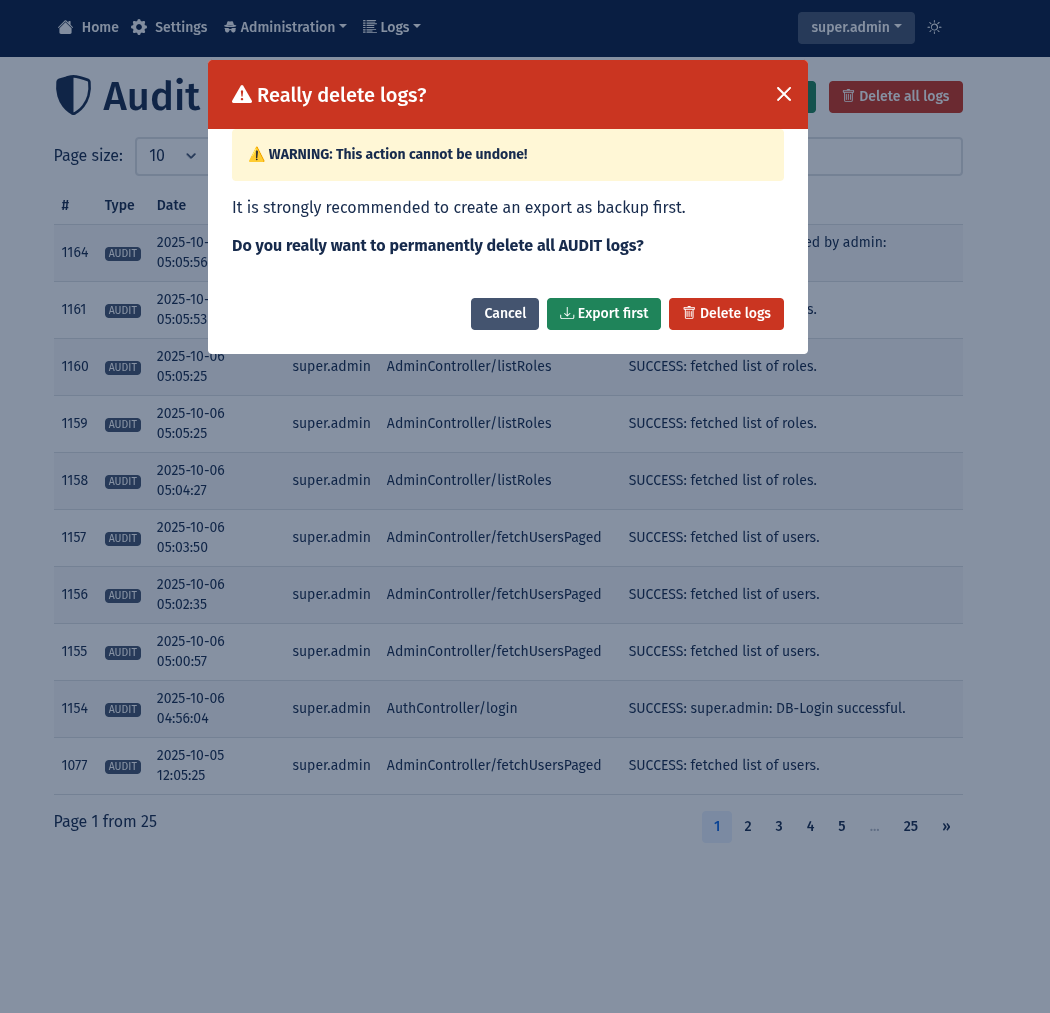 Home Settings Administration Logs super.admin
Audit
Delete all logs
Page size: 10
# Type Date
Really delete logs?
⚠️ WARNING: This action cannot be undone!
It is strongly recommended to create an export as backup first.
Do you really want to permanently delete all AUDIT logs?
Cancel Export first Delete logs
1164 AUDIT 2025-10- by admin:
05:05:56
1161 AUDIT 2025-10-
05:05:53
1160 AUDIT 2025-10-06 super.admin AdminController/listRoles SUCCESS: fetched list of roles.
05:05:25
1159 AUDIT 2025-10-06 super.admin AdminController/listRoles SUCCESS: fetched list of roles.
05:05:25
1158 AUDIT 2025-10-06 super.admin AdminController/listRoles SUCCESS: fetched list of roles.
05:04:27
1157 AUDIT 2025-10-06 super.admin AdminController/fetchUsersPaged SUCCESS: fetched list of users.
05:03:50
1156 AUDIT 2025-10-06 super.admin AdminController/fetchUsersPaged SUCCESS: fetched list of users.
05:02:35
1155 AUDIT 2025-10-06 super.admin AdminController/fetchUsersPaged SUCCESS: fetched list of users.
05:00:57
1154 AUDIT 2025-10-06 super.admin AuthController/login SUCCESS: super.admin: DB-Login successful.
04:56:04
1077 AUDIT 2025-10-05 super.admin AdminController/fetchUsersPaged SUCCESS: fetched list of users.
12:05:25
Page 1 from 25
1 2 3 4 5 ... 25 »